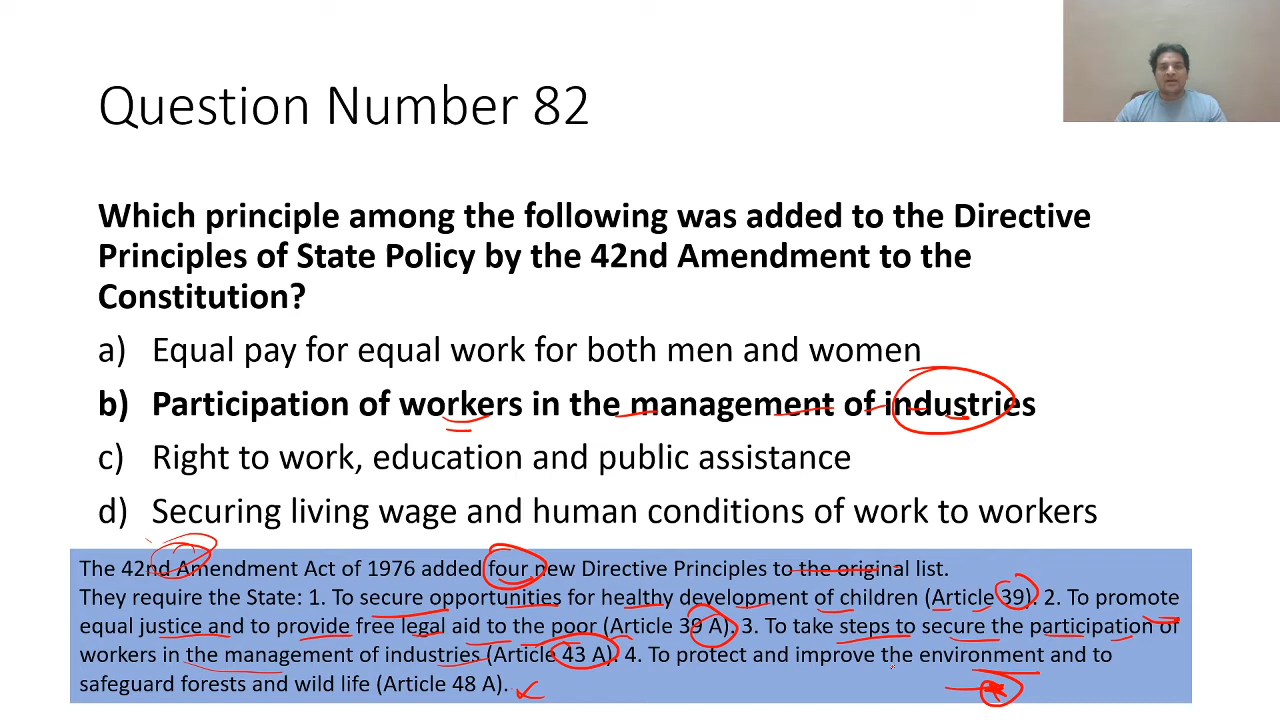 Question Number 82
Which principle among the following was added to the Directive
Principles of State Policy by the 42nd Amendment to the
Constitution?
a) Equal pay for equal work for both men and women
b) Participation of workers in the management of industries
c) Right to work, education and public assistance
d) Securing living wage and human conditions of work to workers
The 42nd Amendment Act of 1976 added four new Directive Principles to the original list.
They require the State: 1. To secure opportunities for healthy development of children (Article 39). 2. To promote
equal justice and to provide free legal aid to the poor (Article 39 A). 3. To take steps to secure the participation of
workers in the management of industries (Article 43 A). 4. To protect and improve the environment and to
safeguard forests and wild life (Article 48 A).